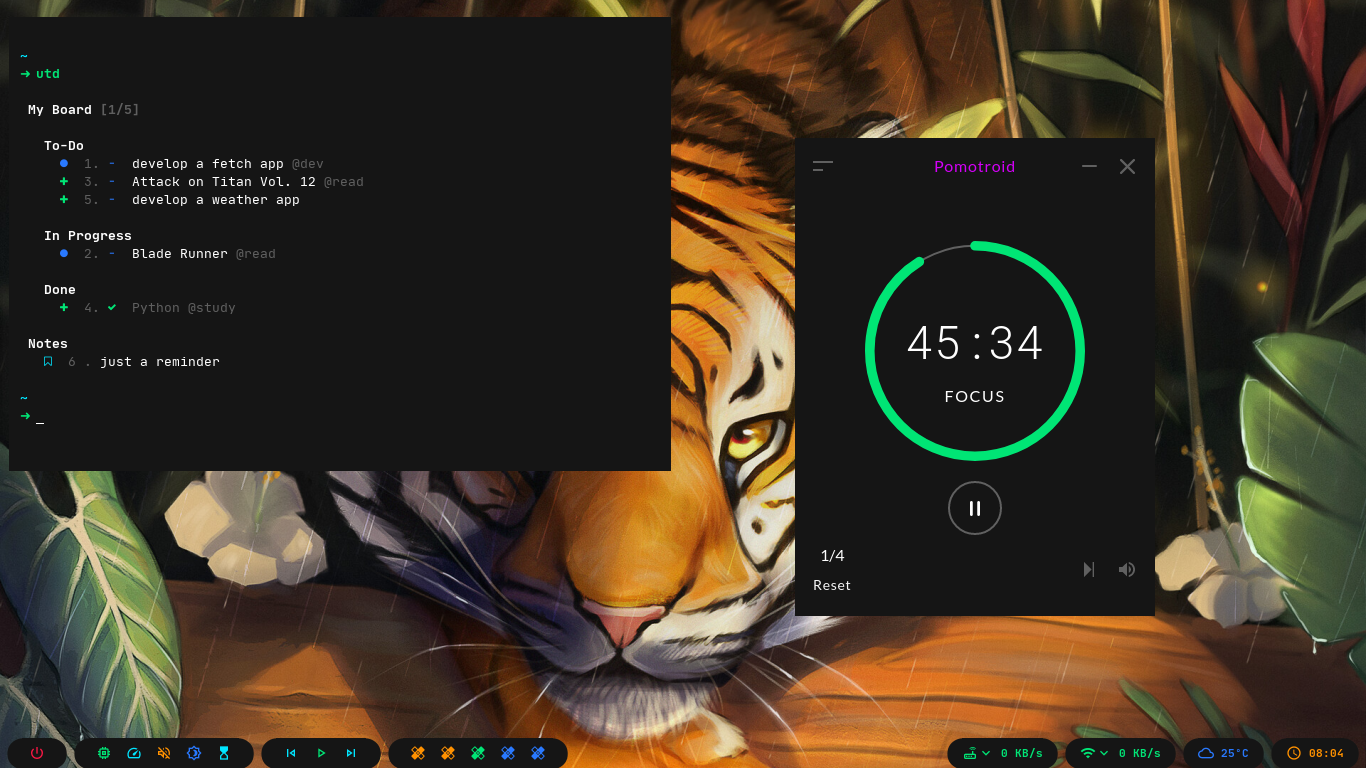 ~
➜ utd
My Board [1/5]
To-Do
1. - develop a fetch app @dev
3. - Attack on Titan Vol. 12 @read
5. - develop a weather app
In Progress
2. - Blade Runner @read
Done
4. ✔ Python @study
Notes
6 . just a reminder
~
➜ _
Pomotroid
45:34
FOCUS
1/4
Reset
0 KB/s
0 KB/s
25°C
08:04